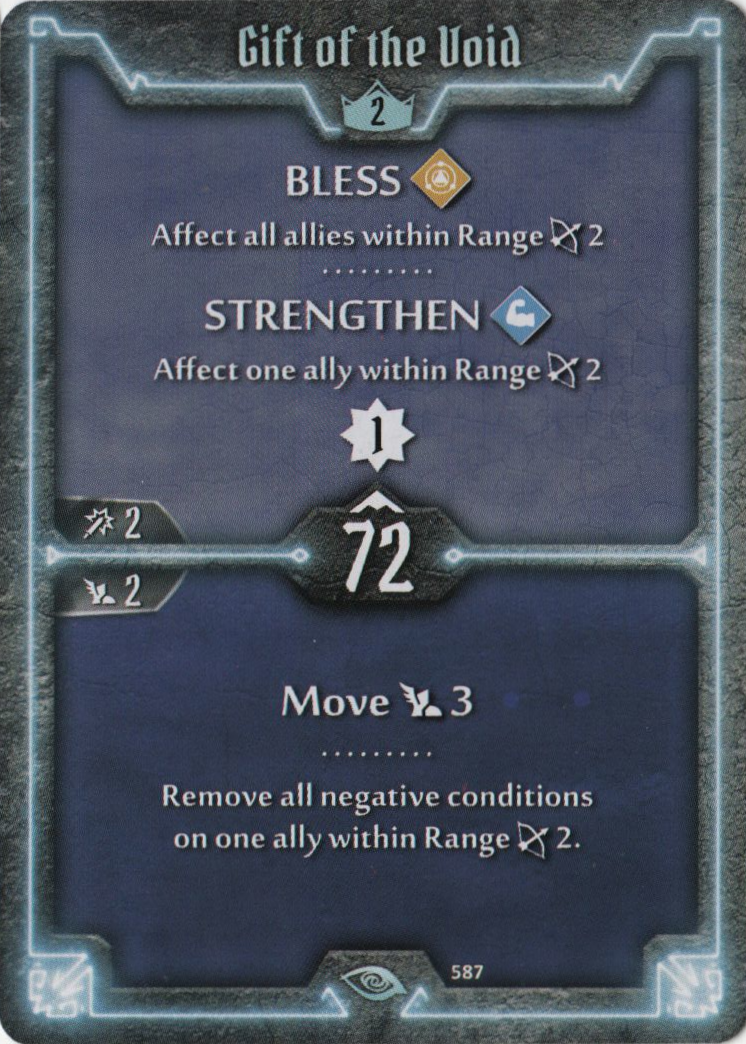 Gift of the Void
2
BLESS
Affect all allies within Range 2
STRENGTHEN
Affect one ally within Range 2
1
2
72
2
Move 3
Remove all negative conditions
on one ally within Range 2.
587